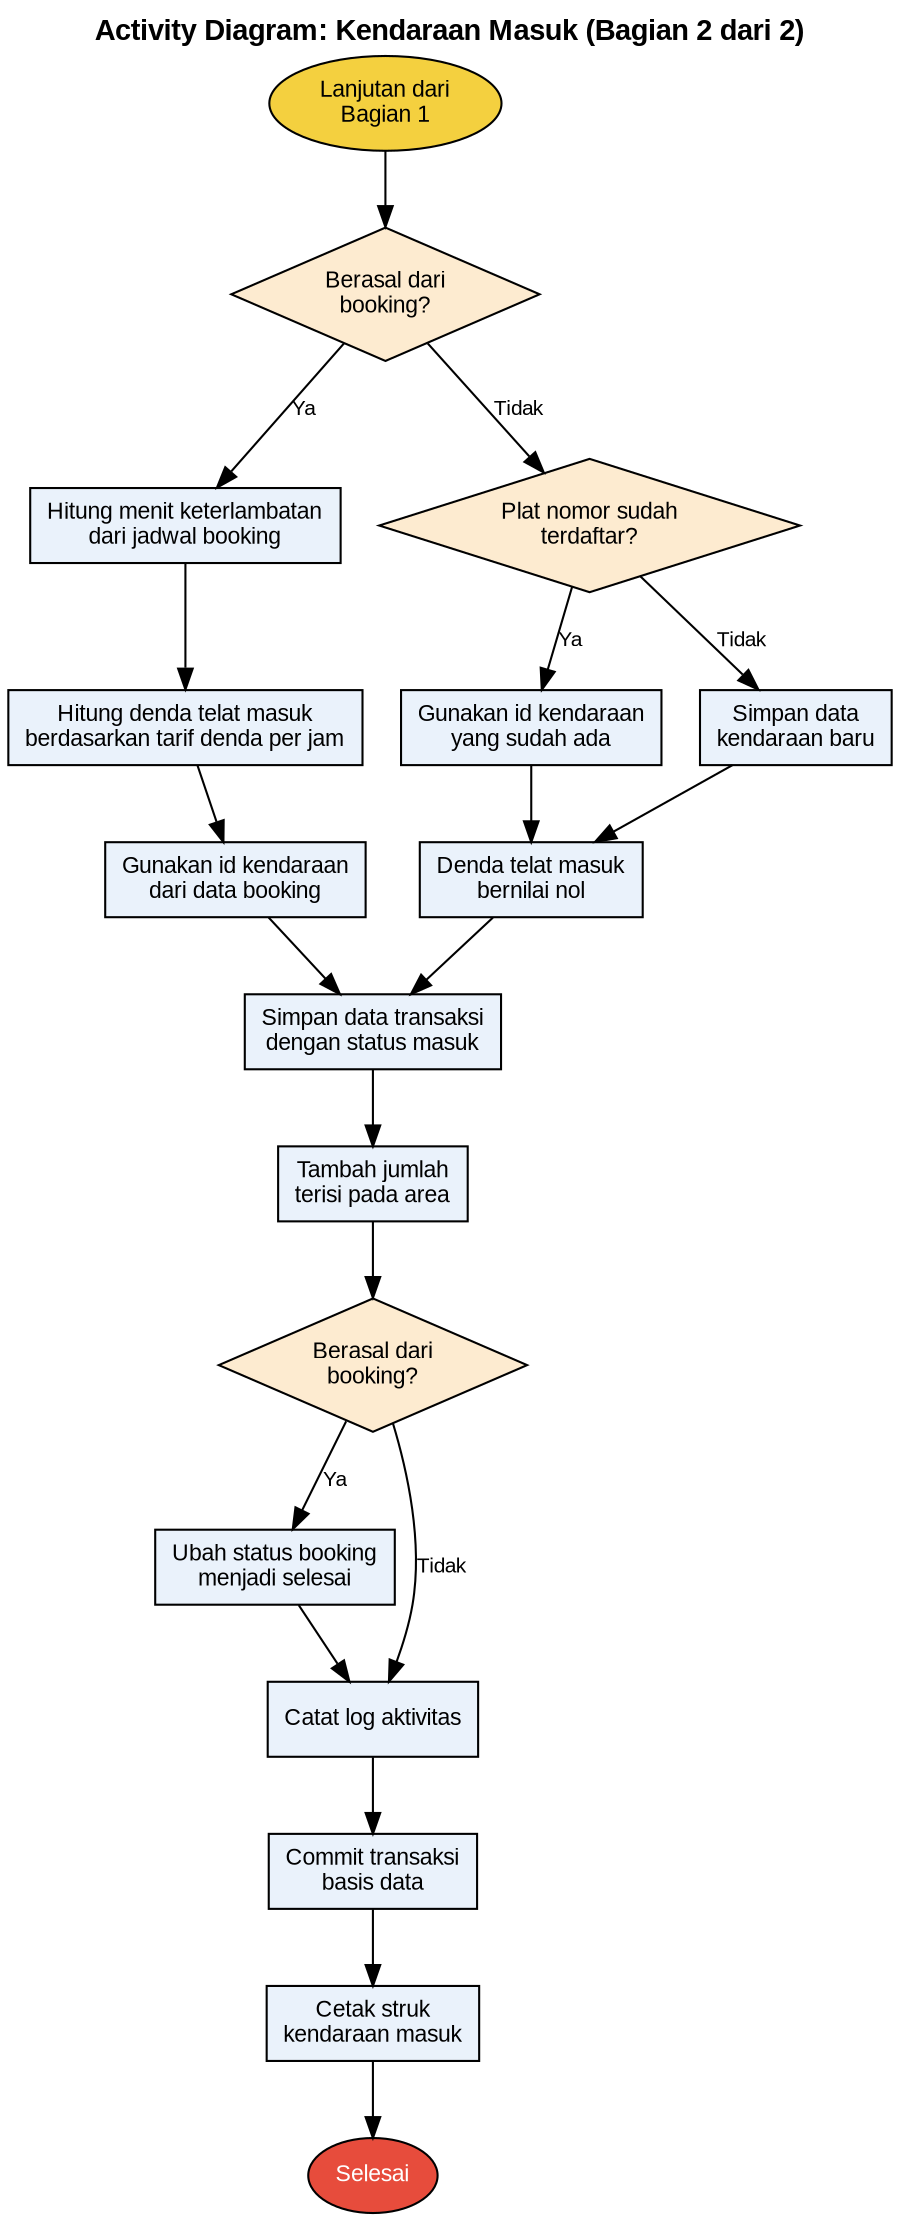 Activity Diagram: Kendaraan Masuk (Bagian 2 dari 2)
Lanjutan dari
Bagian 1
Berasal dari
booking?
Ya
Tidak
Hitung menit keterlambatan
dari jadwal booking
Plat nomor sudah
terdaftar?
Ya
Tidak
Hitung denda telat masuk
berdasarkan tarif denda per jam
Gunakan id kendaraan
yang sudah ada
Simpan data
kendaraan baru
Gunakan id kendaraan
dari data booking
Denda telat masuk
bernilai nol
Simpan data transaksi
dengan status masuk
Tambah jumlah
terisi pada area
Berasal dari
booking?
Ya
Tidak
Ubah status booking
menjadi selesai
Catat log aktivitas
Commit transaksi
basis data
Cetak struk
kendaraan masuk
Selesai